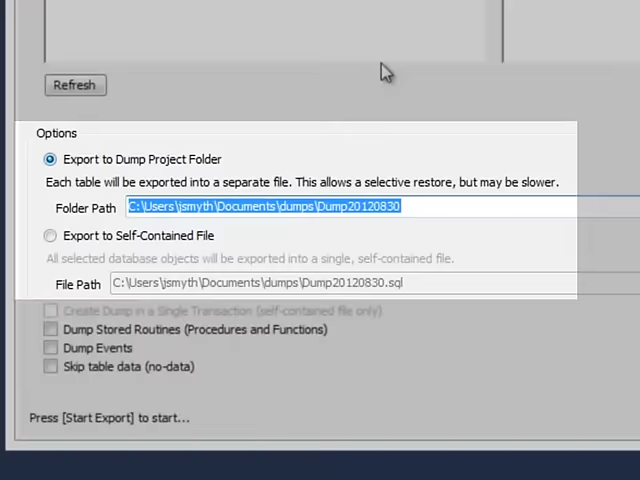 Refresh
Options
Export to Dump Project Folder
Each table will be exported into a separate file. This allows a selective restore, but may be slower.
Folder Path C:\Users\jsmyth\Documents\dumps\Dump20120830
Export to Self-Contained File
All selected database objects will be exported into a single, self-contained file.
File Path C:\Users\jsmyth\Documents\dumps\Dump20120830.sql
Create Dump in a Single Transaction (self-contained file only)
Dump Stored Routines (Procedures and Functions)
Dump Events
Skip table data (no-data)
Press [Start Export] to start...